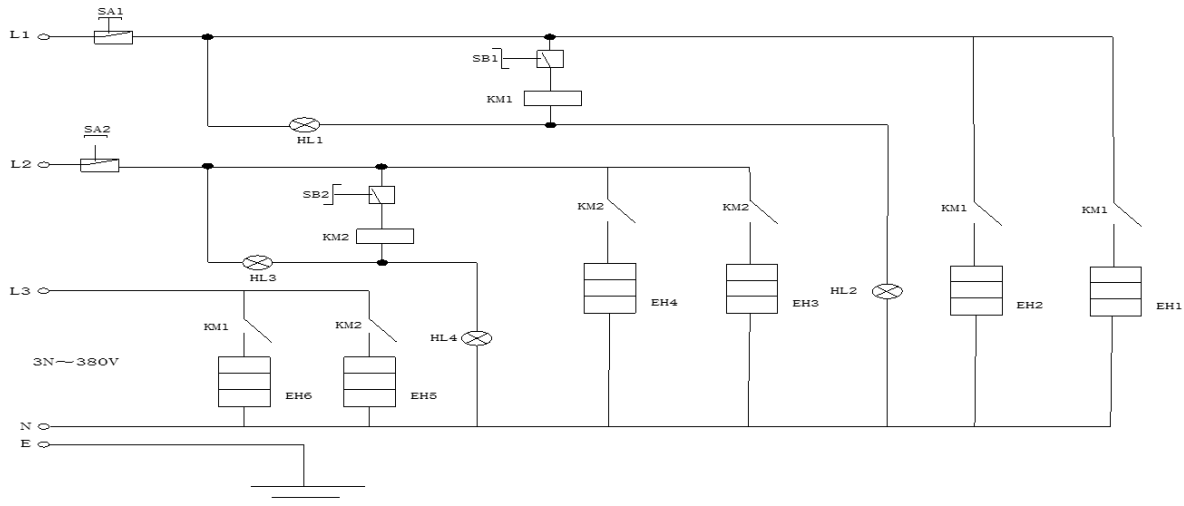 SA1
L1
SB1
KM1
HL1
SA2
L2
SB2
KM2
HL3
KM2
KM2
KM1
KM1
EH4
EH3
HL2
EH2
EH1
L3
KM1
KM2
HL4
3N～380V
EH6
EH5
N
E